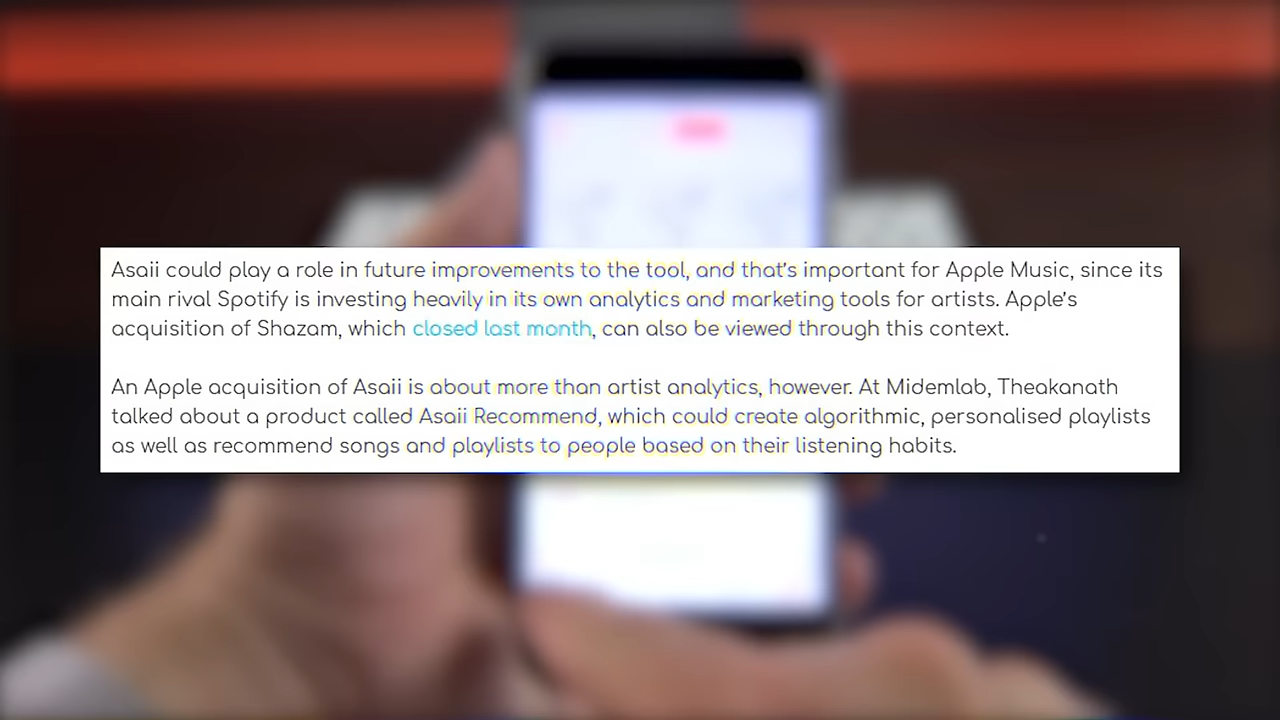 Asaii could play a role in future improvements to the tool, and that's important for Apple Music, since its
main rival Spotify is investing heavily in its own analytics and marketing tools for artists. Apple's
acquisition of Shazam, which closed last month, can also be viewed through this context.
An Apple acquisition of Asaii is about more than artist analytics, however. At Midemlab, Theakanath
talked about a product called Asaii Recommend, which could create algorithmic, personalised playlists
as well as recommend songs and playlists to people based on their listening habits.